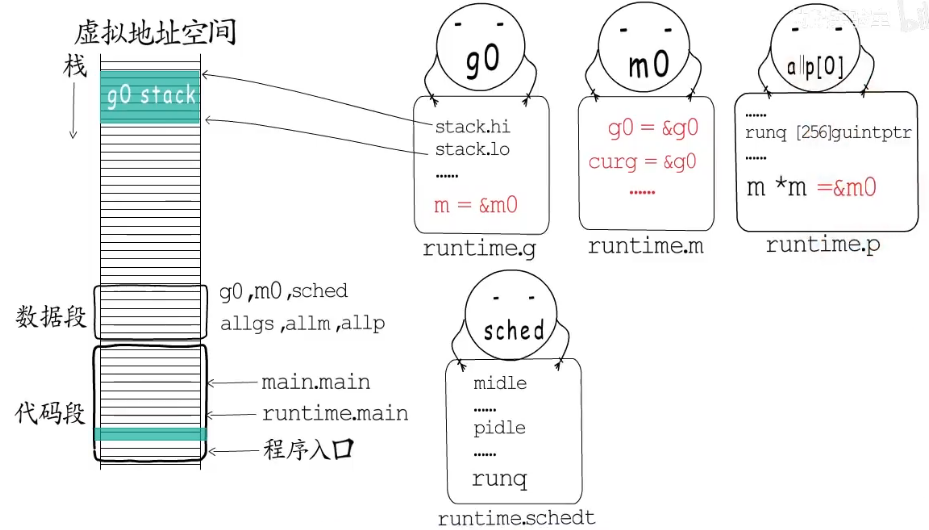 虚拟地址空间
栈
g0 stack
数据段
g0,m0,sched
allgs,allm,allp
代码段
main.main
runtime.main
程序入口
g0
stack.hi
stack.lo
……
m = &m0
runtime.g
m0
g0 = &g0
curg = &g0
……
runtime.m
allp[0]
……
runq [256]guintptr
……
m *m =&m0
runtime.p
sched
midle
……
pidle
……
runq
runtime.schedt